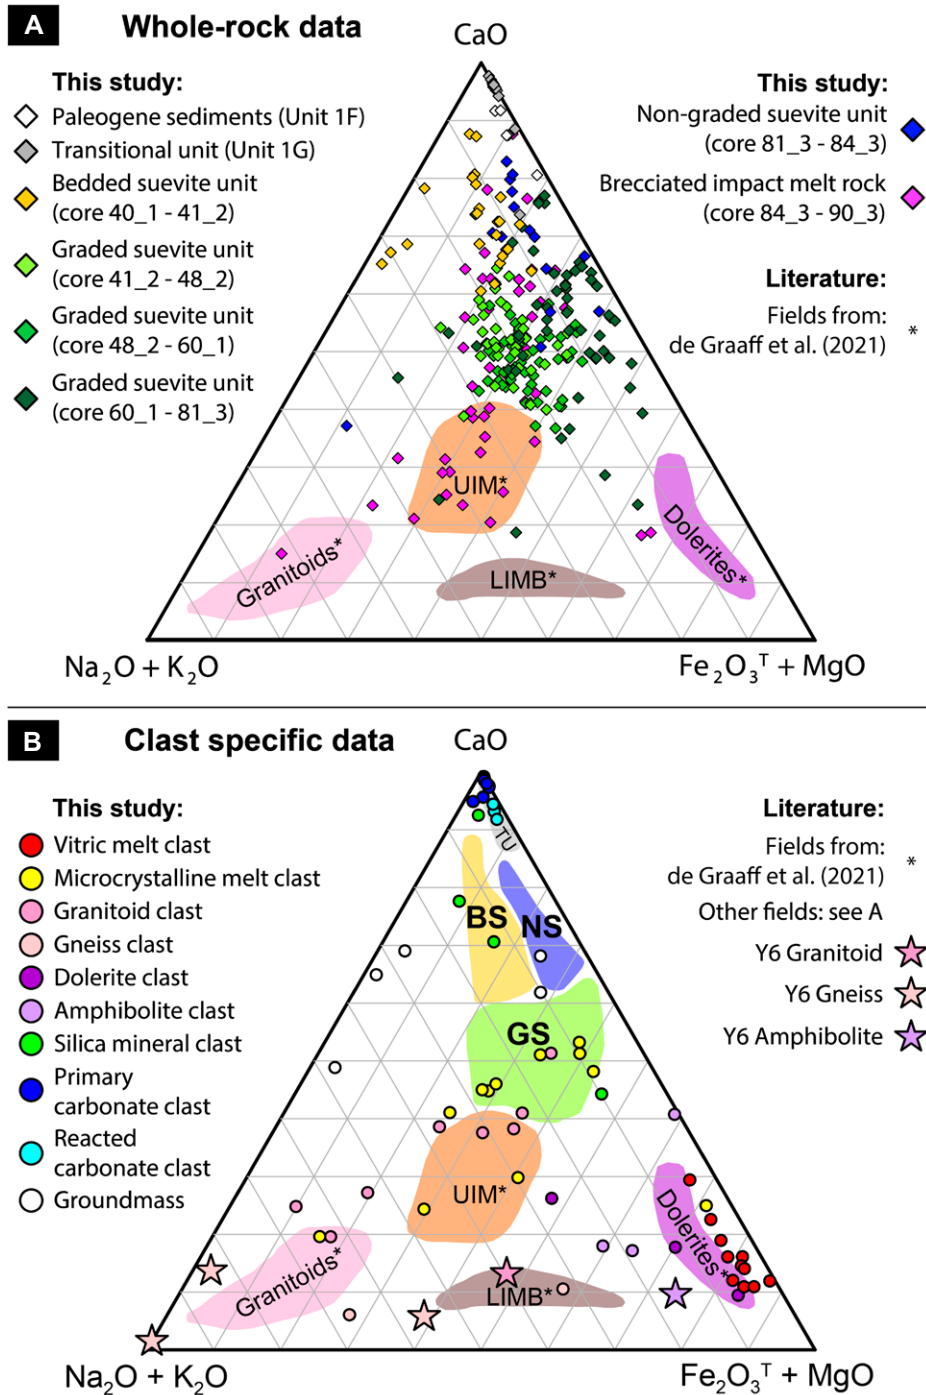 A
Whole-rock data
CaO
This study:
Paleogene sediments (Unit 1F)
Transitional unit (Unit 1G)
Bedded suevite unit
(core 40_1 - 41_2)
Graded suevite unit
(core 41_2 - 48_2)
Graded suevite unit
(core 48_2 - 60_1)
Graded suevite unit
(core 60_1 - 81_3)
This study:
Non-graded suevite unit
(core 81_3 - 84_3)
Brecciated impact melt rock
(core 84_3 - 90_3)
Literature:
Fields from:
de Graaff et al. (2021)
*
UIM*
Dolerites*
Granitoids*
LIMB*
Na₂O + K₂O
Fe₂O₃ᵀ + MgO
B
Clast specific data
CaO
This study:
Vitric melt clast
Microcrystalline melt clast
Granitoid clast
Gneiss clast
Dolerite clast
Amphibolite clast
Silica mineral clast
Primary
carbonate clast
Reacted
carbonate clast
Groundmass
Literature:
Fields from:
de Graaff et al. (2021)
*
Other fields: see A
Y6 Granitoid
Y6 Gneiss
Y6 Amphibolite
TU
BS
NS
GS
UIM*
Dolerites*
Granitoids*
LIMB*
Na₂O + K₂O
Fe₂O₃ᵀ + MgO